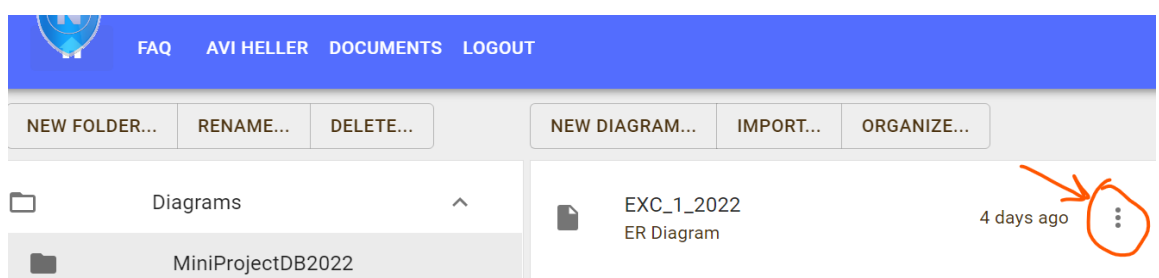 N
FAQ AVI HELLER DOCUMENTS LOGOUT
NEW FOLDER... RENAME... DELETE... NEW DIAGRAM... IMPORT... ORGANIZE...
Diagrams
MiniProjectDB2022
EXC_1_2022
ER Diagram
4 days ago